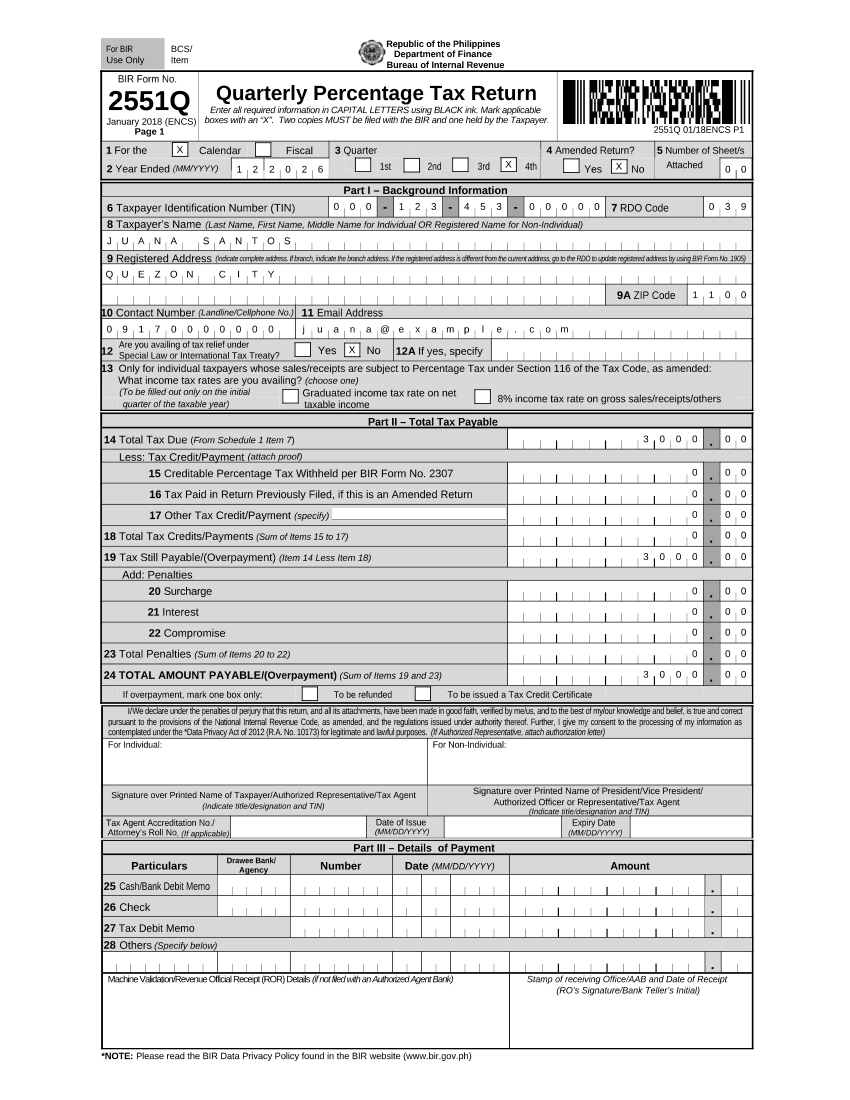 For BIR Use Only
BCS/ Item
Republic of the Philippines
Department of Finance
Bureau of Internal Revenue
BIR Form No.
2551Q
January 2018 (ENCS)
Page 1
Quarterly Percentage Tax Return
Enter all required information in CAPITAL LETTERS using BLACK ink. Mark applicable
boxes with an “X”. Two copies MUST be filed with the BIR and one held by the Taxpayer.
2551Q 01/18ENCS P1
1 For the X Calendar Fiscal
2 Year Ended (MM/YYYY) 1 2 2 0 2 6
3 Quarter
1st 2nd 3rd X 4th
4 Amended Return?
Yes X No
5 Number of Sheet/s
Attached 0 0
Part I – Background Information
6 Taxpayer Identification Number (TIN) 0 0 0 - 1 2 3 - 4 5 3 - 0 0 0 0 0 7 RDO Code 0 3 9
8 Taxpayer’s Name (Last Name, First Name, Middle Name for Individual OR Registered Name for Non-Individual)
J U A N A S A N T O S
9 Registered Address (Indicate complete address. If branch, indicate the branch address. If the registered address is different from the current address, go to the RDO to update registered address by using BIR Form No. 1905)
Q U E Z O N C I T Y
9A ZIP Code 1 1 0 0
10 Contact Number (Landline/Cellphone No.) 11 Email Address
0 9 1 7 0 0 0 0 0 0 0 j u a n a @ e x a m p l e . c o m
12 Are you availing of tax relief under
Special Law or International Tax Treaty? Yes X No 12A If yes, specify
13 Only for individual taxpayers whose sales/receipts are subject to Percentage Tax under Section 116 of the Tax Code, as amended:
What income tax rates are you availing? (choose one)
(To be filled out only on the initial
quarter of the taxable year)
Graduated income tax rate on net
taxable income
8% income tax rate on gross sales/receipts/others
Part II – Total Tax Payable
14 Total Tax Due (From Schedule 1 Item 7) 3 0 0 0 . 0 0
Less: Tax Credit/Payment (attach proof)
15 Creditable Percentage Tax Withheld per BIR Form No. 2307 0 . 0 0
16 Tax Paid in Return Previously Filed, if this is an Amended Return 0 . 0 0
17 Other Tax Credit/Payment (specify) 0 . 0 0
18 Total Tax Credits/Payments (Sum of Items 15 to 17) 0 . 0 0
19 Tax Still Payable/(Overpayment) (Item 14 Less Item 18) 3 0 0 0 . 0 0
Add: Penalties
20 Surcharge 0 . 0 0
21 Interest 0 . 0 0
22 Compromise 0 . 0 0
23 Total Penalties (Sum of Items 20 to 22) 0 . 0 0
24 TOTAL AMOUNT PAYABLE/(Overpayment) (Sum of Items 19 and 23) 3 0 0 0 . 0 0
If overpayment, mark one box only: To be refunded To be issued a Tax Credit Certificate
I/We declare under the penalties of perjury that this return, and all its attachments, have been made in good faith, verified by me/us, and to the best of my/our knowledge and belief, is true and correct
pursuant to the provisions of the National Internal Revenue Code, as amended, and the regulations issued under authority thereof. Further, I give my consent to the processing of my information as
contemplated under the *Data Privacy Act of 2012 (R.A. No. 10173) for legitimate and lawful purposes. (If Authorized Representative, attach authorization letter)
For Individual:
For Non-Individual:
Signature over Printed Name of Taxpayer/Authorized Representative/Tax Agent
(Indicate title/designation and TIN)
Signature over Printed Name of President/Vice President/
Authorized Officer or Representative/Tax Agent
(Indicate title/designation and TIN)
Tax Agent Accreditation No./
Attorney’s Roll No. (If applicable)
Date of Issue
(MM/DD/YYYY)
Expiry Date
(MM/DD/YYYY)
Part III – Details of Payment
Particulars Drawee Bank/ Agency Number Date (MM/DD/YYYY) Amount
25 Cash/Bank Debit Memo .
26 Check .
27 Tax Debit Memo .
28 Others (Specify below)
.
Machine Validation/Revenue Official Receipt (ROR) Details (if not filed with an Authorized Agent Bank)
Stamp of receiving Office/AAB and Date of Receipt
(RO’s Signature/Bank Teller’s Initial)
*NOTE: Please read the BIR Data Privacy Policy found in the BIR website (www.bir.gov.ph)